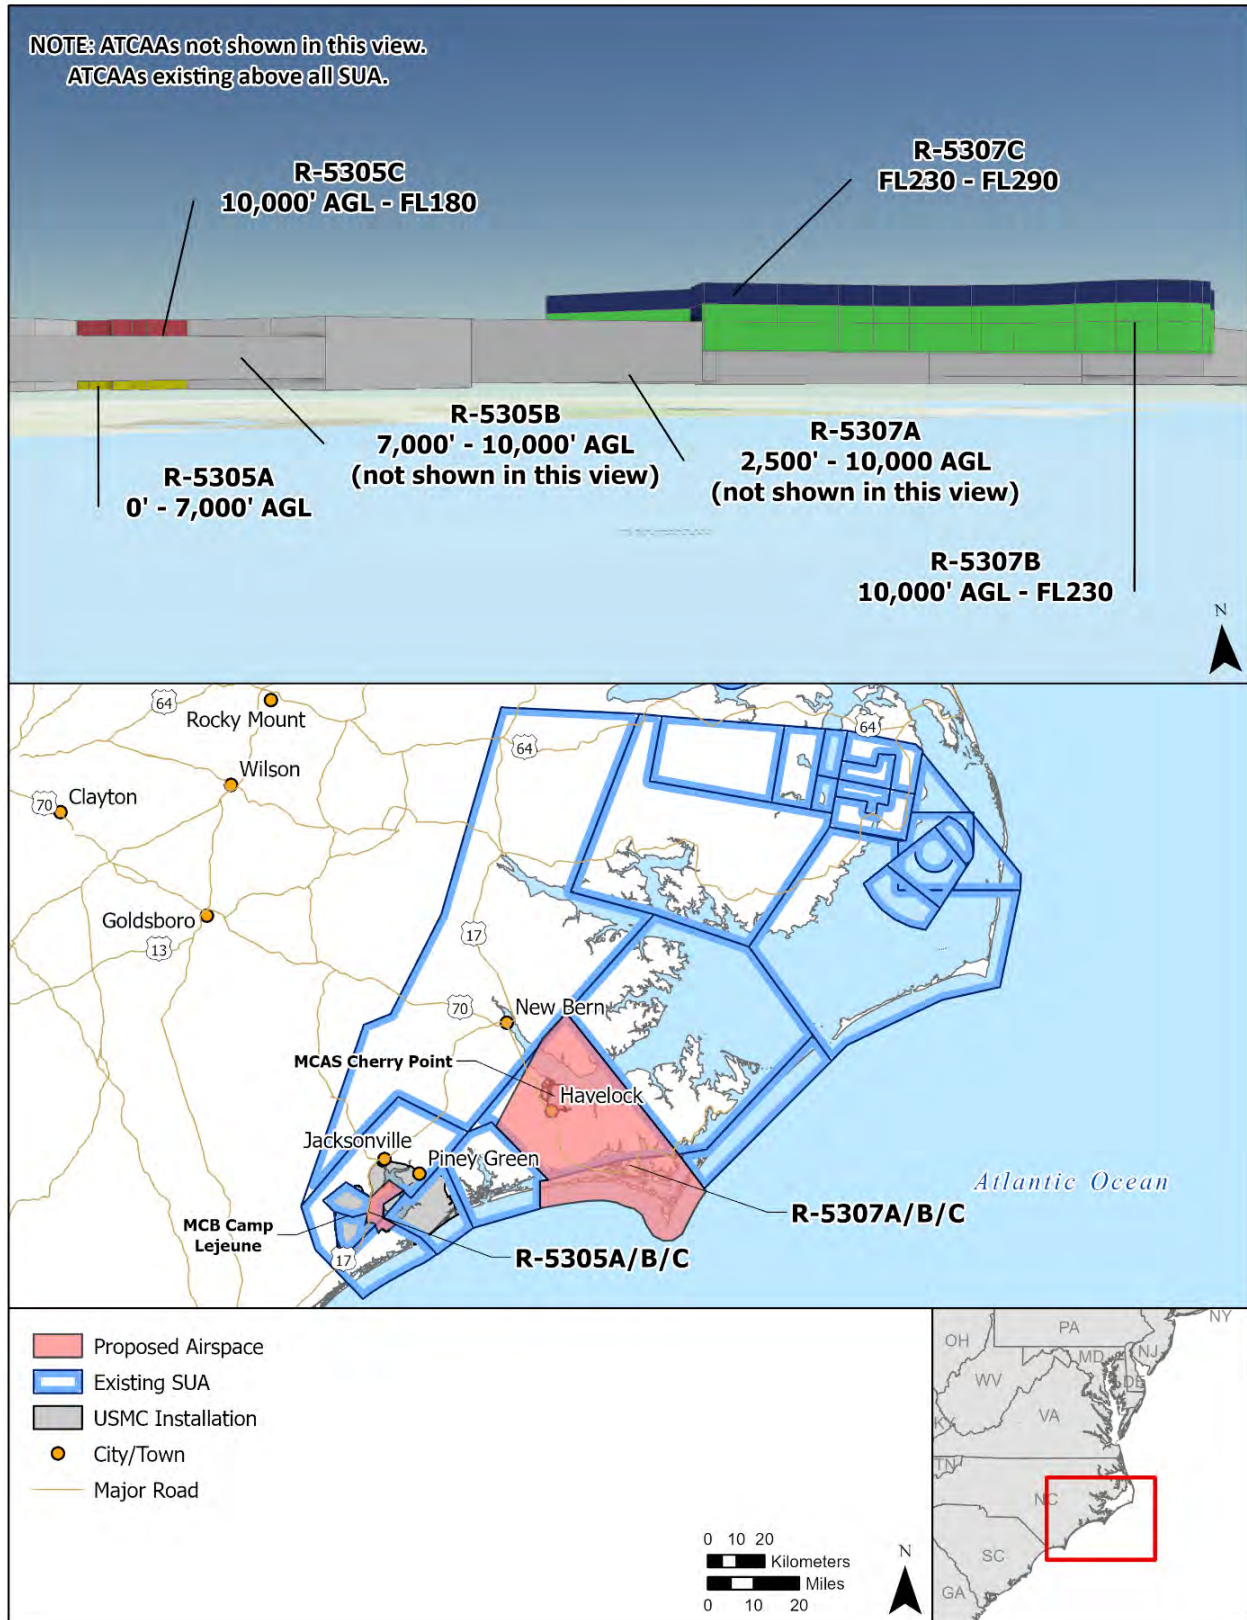 NOTE: ATCAAs not shown in this view.
ATCAAs existing above all SUA.
R-5305C
10,000' AGL - FL180
R-5307C
FL230 - FL290
R-5305B
7,000' - 10,000' AGL
(not shown in this view)
R-5307A
2,500' - 10,000 AGL
(not shown in this view)
R-5305A
0' - 7,000' AGL
R-5307B
10,000' AGL - FL230
N
64
Rocky Mount
64
64
Wilson
70
Clayton
Goldsboro
13
17
70
New Bern
MCAS Cherry Point
Havelock
Jacksonville
Piney Green
Atlantic Ocean
R-5307A/B/C
MCB Camp
Lejeune
17
R-5305A/B/C
Proposed Airspace
Existing SUA
USMC Installation
City/Town
Major Road
0 10 20
Kilometers
Miles
0 10 20
N
NY
PA
OH
NJ
MD
DE
WV
VA
KY
TN
NC
SC
GA